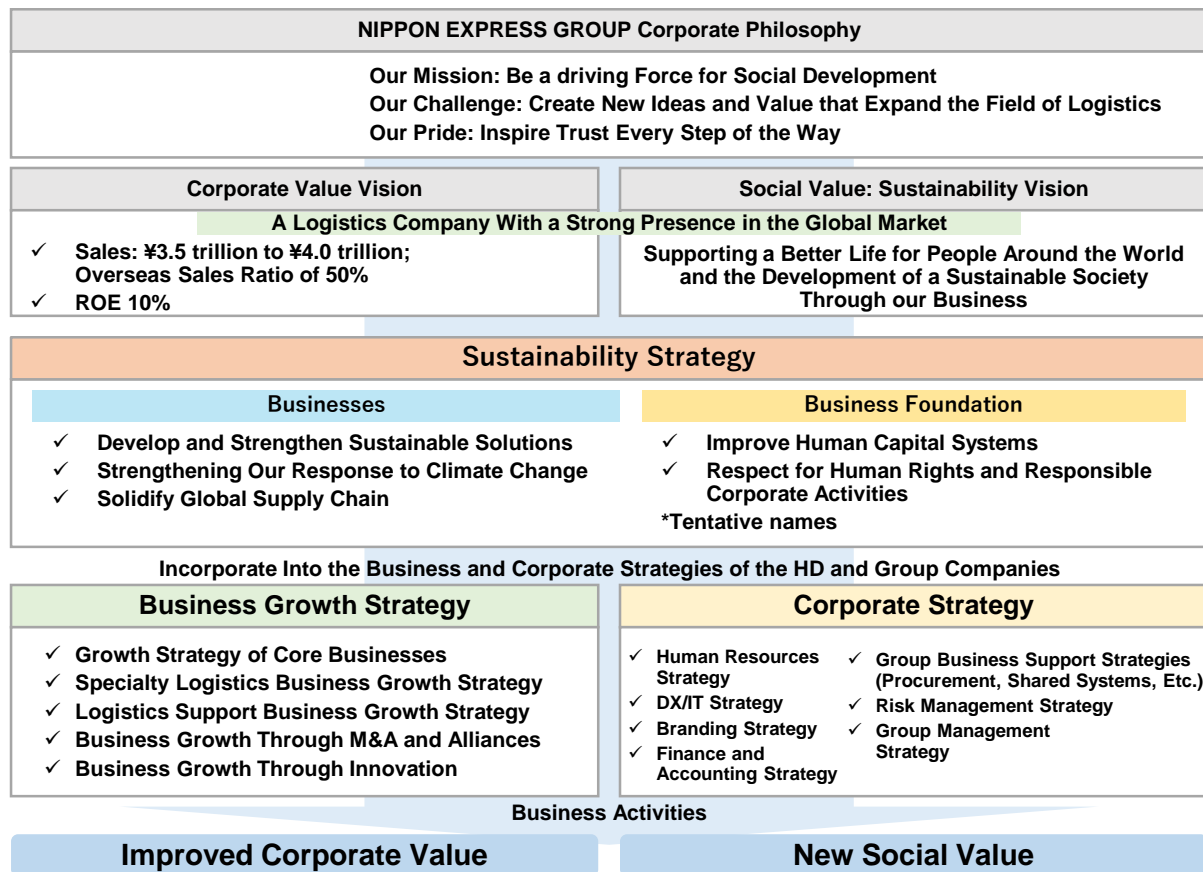 NIPPON EXPRESS GROUP Corporate Philosophy
Our Mission: Be a driving Force for Social Development
Our Challenge: Create New Ideas and Value that Expand the Field of Logistics
Our Pride: Inspire Trust Every Step of the Way
Corporate Value Vision
Social Value: Sustainability Vision
A Logistics Company With a Strong Presence in the Global Market
✓ Sales: ¥3.5 trillion to ¥4.0 trillion;
Overseas Sales Ratio of 50%
✓ ROE 10%
Supporting a Better Life for People Around the World
and the Development of a Sustainable Society
Through our Business
Sustainability Strategy
Businesses
✓ Develop and Strengthen Sustainable Solutions
✓ Strengthening Our Response to Climate Change
✓ Solidify Global Supply Chain
Business Foundation
✓ Improve Human Capital Systems
✓ Respect for Human Rights and Responsible
Corporate Activities
*Tentative names
Incorporate Into the Business and Corporate Strategies of the HD and Group Companies
Business Growth Strategy
✓ Growth Strategy of Core Businesses
✓ Specialty Logistics Business Growth Strategy
✓ Logistics Support Business Growth Strategy
✓ Business Growth Through M&A and Alliances
✓ Business Growth Through Innovation
Corporate Strategy
✓ Human Resources
Strategy
✓ DX/IT Strategy
✓ Branding Strategy
✓ Finance and
Accounting Strategy
✓ Group Business Support Strategies
(Procurement, Shared Systems, Etc.)
✓ Risk Management Strategy
✓ Group Management
Strategy
Business Activities
Improved Corporate Value
New Social Value